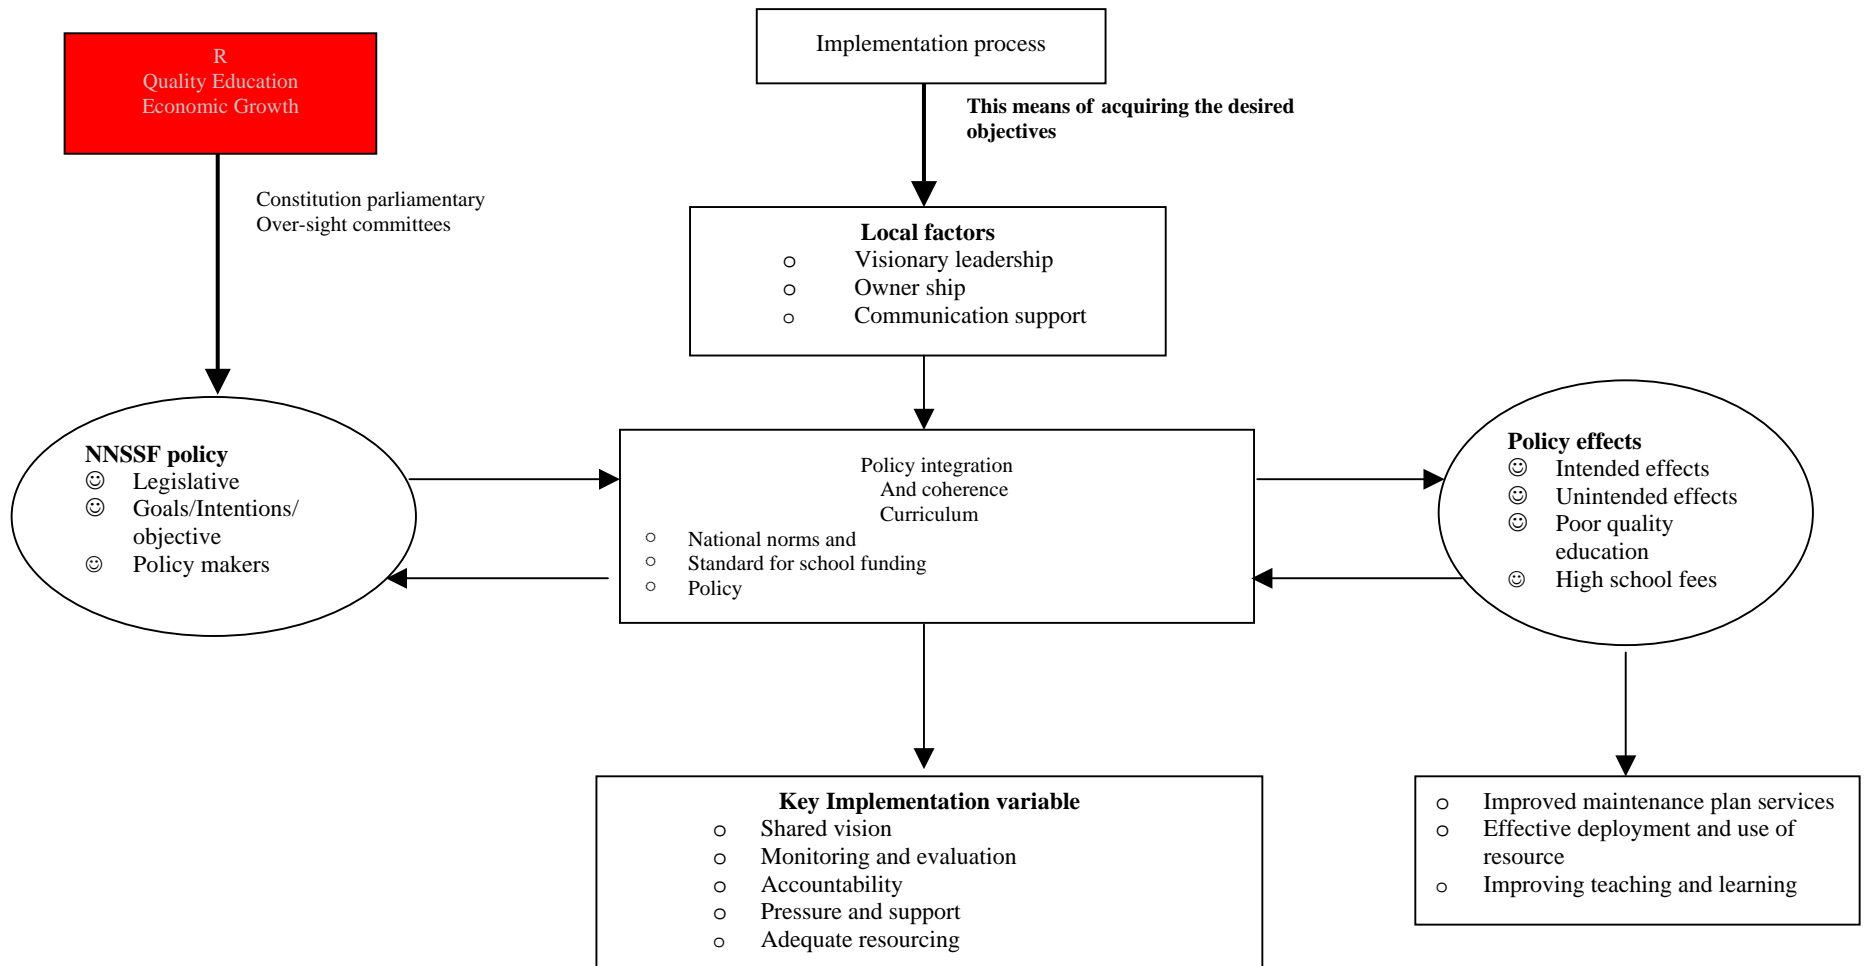 R
Quality Education
Economic Growth
Constitution parliamentary
Over-sight committees
Implementation process
This means of acquiring the desired
objectives
Local factors
o Visionary leadership
o Owner ship
o Communication support
NNSSF policy
☺ Legislative
☺ Goals/Intentions/
objective
☺ Policy makers
Policy integration
And coherence
Curriculum
o National norms and
o Standard for school funding
o Policy
Policy effects
☺ Intended effects
☺ Unintended effects
☺ Poor quality
education
☺ High school fees
Key Implementation variable
o Shared vision
o Monitoring and evaluation
o Accountability
o Pressure and support
o Adequate resourcing
o Improved maintenance plan services
o Effective deployment and use of
resource
o Improving teaching and learning